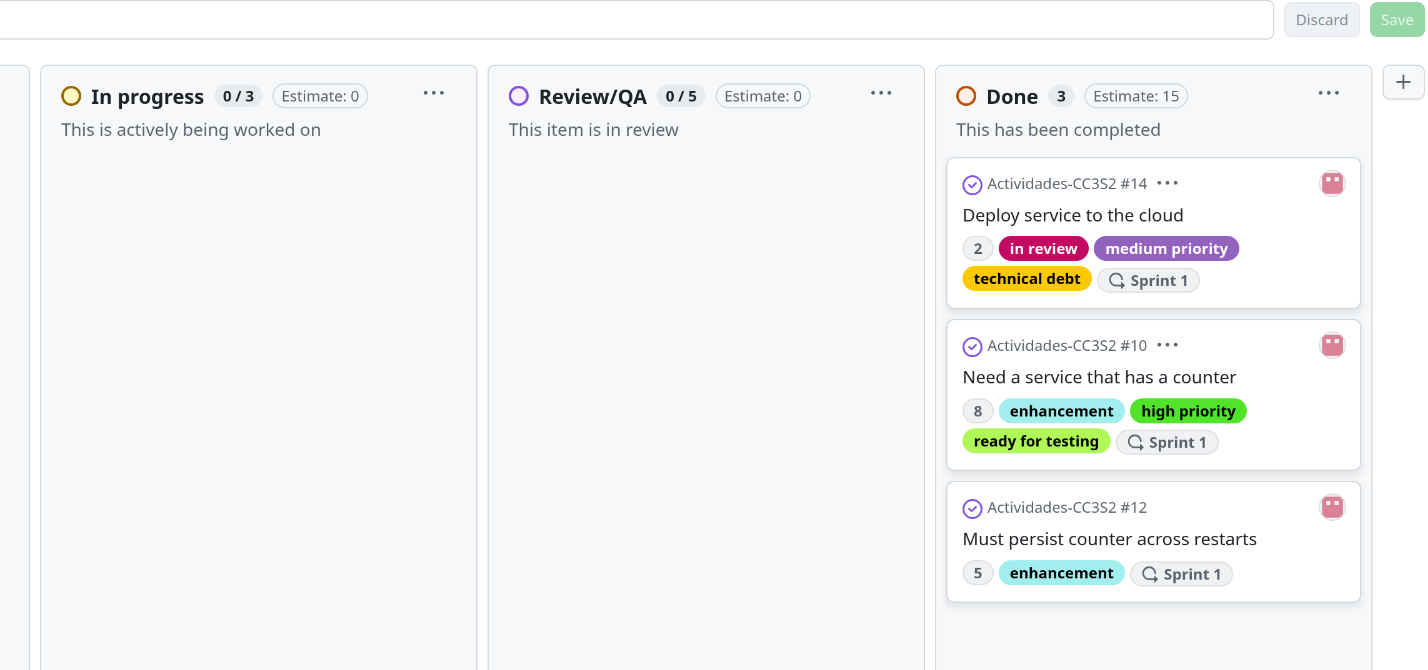 Discard Save
In progress 0 / 3 Estimate: 0
This is actively being worked on
Review/QA 0 / 5 Estimate: 0
This item is in review
Done 3 Estimate: 15
This has been completed
Actividades-CC3S2 #14
Deploy service to the cloud
2 in review medium priority
technical debt Sprint 1
Actividades-CC3S2 #10
Need a service that has a counter
8 enhancement high priority
ready for testing Sprint 1
Actividades-CC3S2 #12
Must persist counter across restarts
5 enhancement Sprint 1